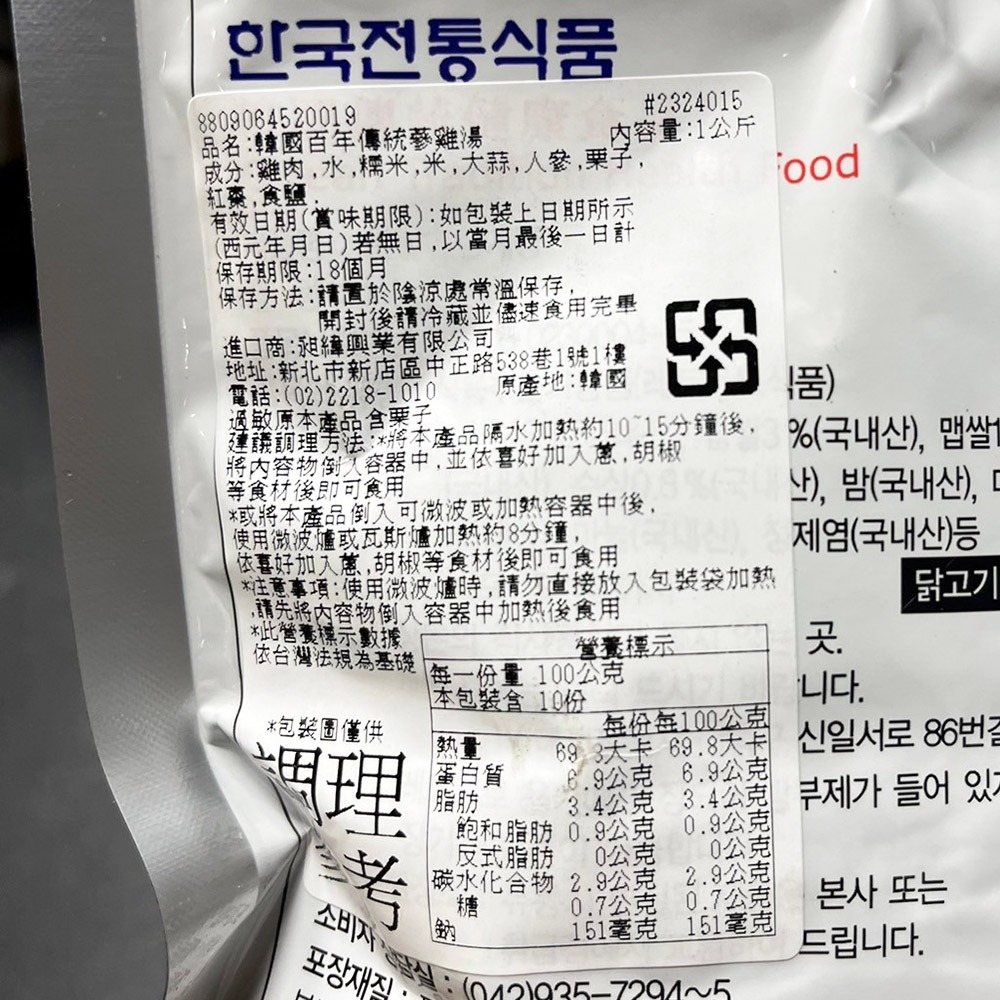 한국전통식품
Food
8809064520019
#2324015
品名:韓國百年傳統蔘雞湯
內容量:1公斤
成分:雞肉,水,糯米,米,大蒜,人參,栗子,
紅棗,食鹽.
有效日期(賞味期限):如包裝上日期所示
(西元年月日)若無日,以當月最後一日計
保存期限:18個月
保存方法:請置於陰涼處常溫保存,
開封後請冷藏並儘速食用完畢
進口商:昶緯興業有限公司
地址:新北市新店區中正路538巷1號1樓
電話:(02)2218-1010
原產地:韓國
過敏原本產品含栗子
建議調理方法:*將本產品隔水加熱約10~15分鐘後,
將內容物倒入容器中,並依喜好加入蔥,胡椒
等食材後即可食用
*或將本產品倒入可微波或加熱容器中後,
使用微波爐或瓦斯爐加熱約8分鐘,
依喜好加入蔥,胡椒等食材後即可食用
*注意事項:使用微波爐時,請勿直接放入包裝袋加熱
,請先將內容物倒入容器中加熱後食用
*此營養標示數據
依台灣法規為基礎
營養標示
每一份量 100公克
本包裝含 10份
每份 每100公克
熱量 69.8大卡 69.8大卡
蛋白質 6.9公克 6.9公克
脂肪 3.4公克 3.4公克
飽和脂肪 0.9公克 0.9公克
反式脂肪 0公克 0公克
碳水化合物 2.9公克 2.9公克
糖 0.7公克 0.7公克
鈉 151毫克 151毫克
*包裝圖僅供
調理
參考
품)
%(국내산), 맵쌀
산), 밤(국내산),
제염(국내산)등
닭고기
곳.
니다.
신일서로 86번길
부제가 들어 있
본사 또는
드립니다.
소비자
포장재질 :
(042)935-7294~5